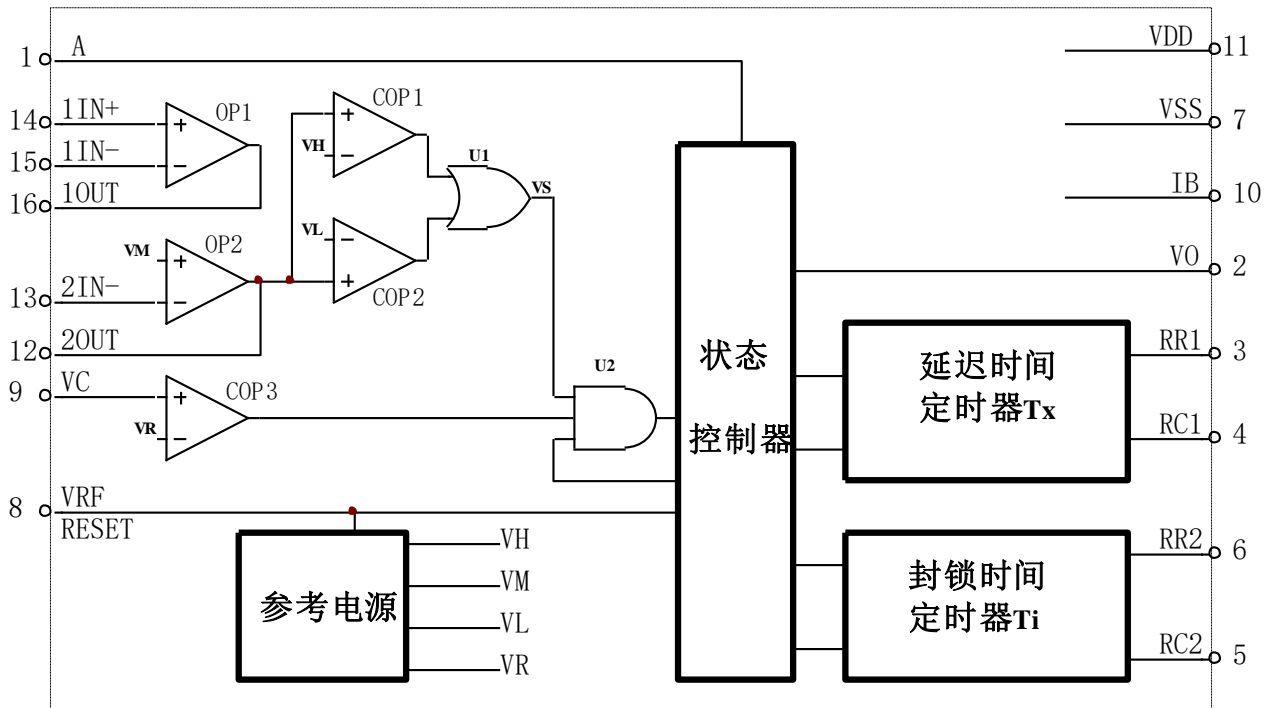 1 A
VDD 11
14 1IN+
OP1
COP1
+
-
VH
15 1IN-
+
-
U1
VS
VSS 7
16 1OUT
IB 10
VL
-
+
COP2
VM
OP2
+
-
13 2IN-
VO 2
12 2OUT
9 VC
COP3
+
-
VR
U2
状态
控制器
延迟时间
定时器Tx
RR1 3
RC1 4
8 VRF
RESET
参考电源
VH
VM
VL
VR
封锁时间
定时器Ti
RR2 6
RC2 5